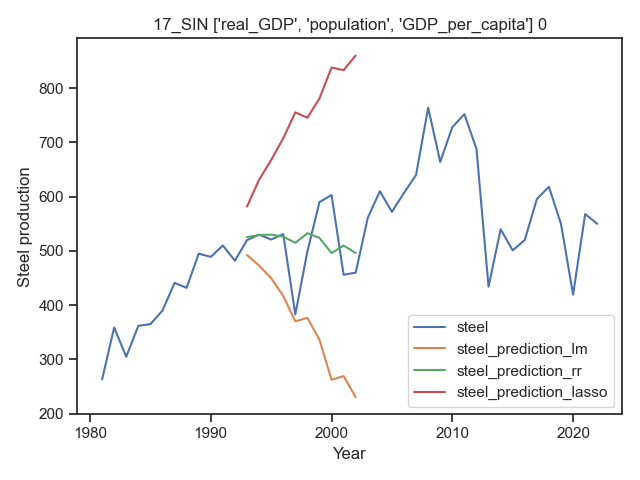 17_SIN ['real_GDP', 'population', 'GDP_per_capita'] 0
Steel production
800
700
600
500
400
300
200
1980
1990
2000
2010
2020
Year
steel
steel_prediction_lm
steel_prediction_rr
steel_prediction_lasso